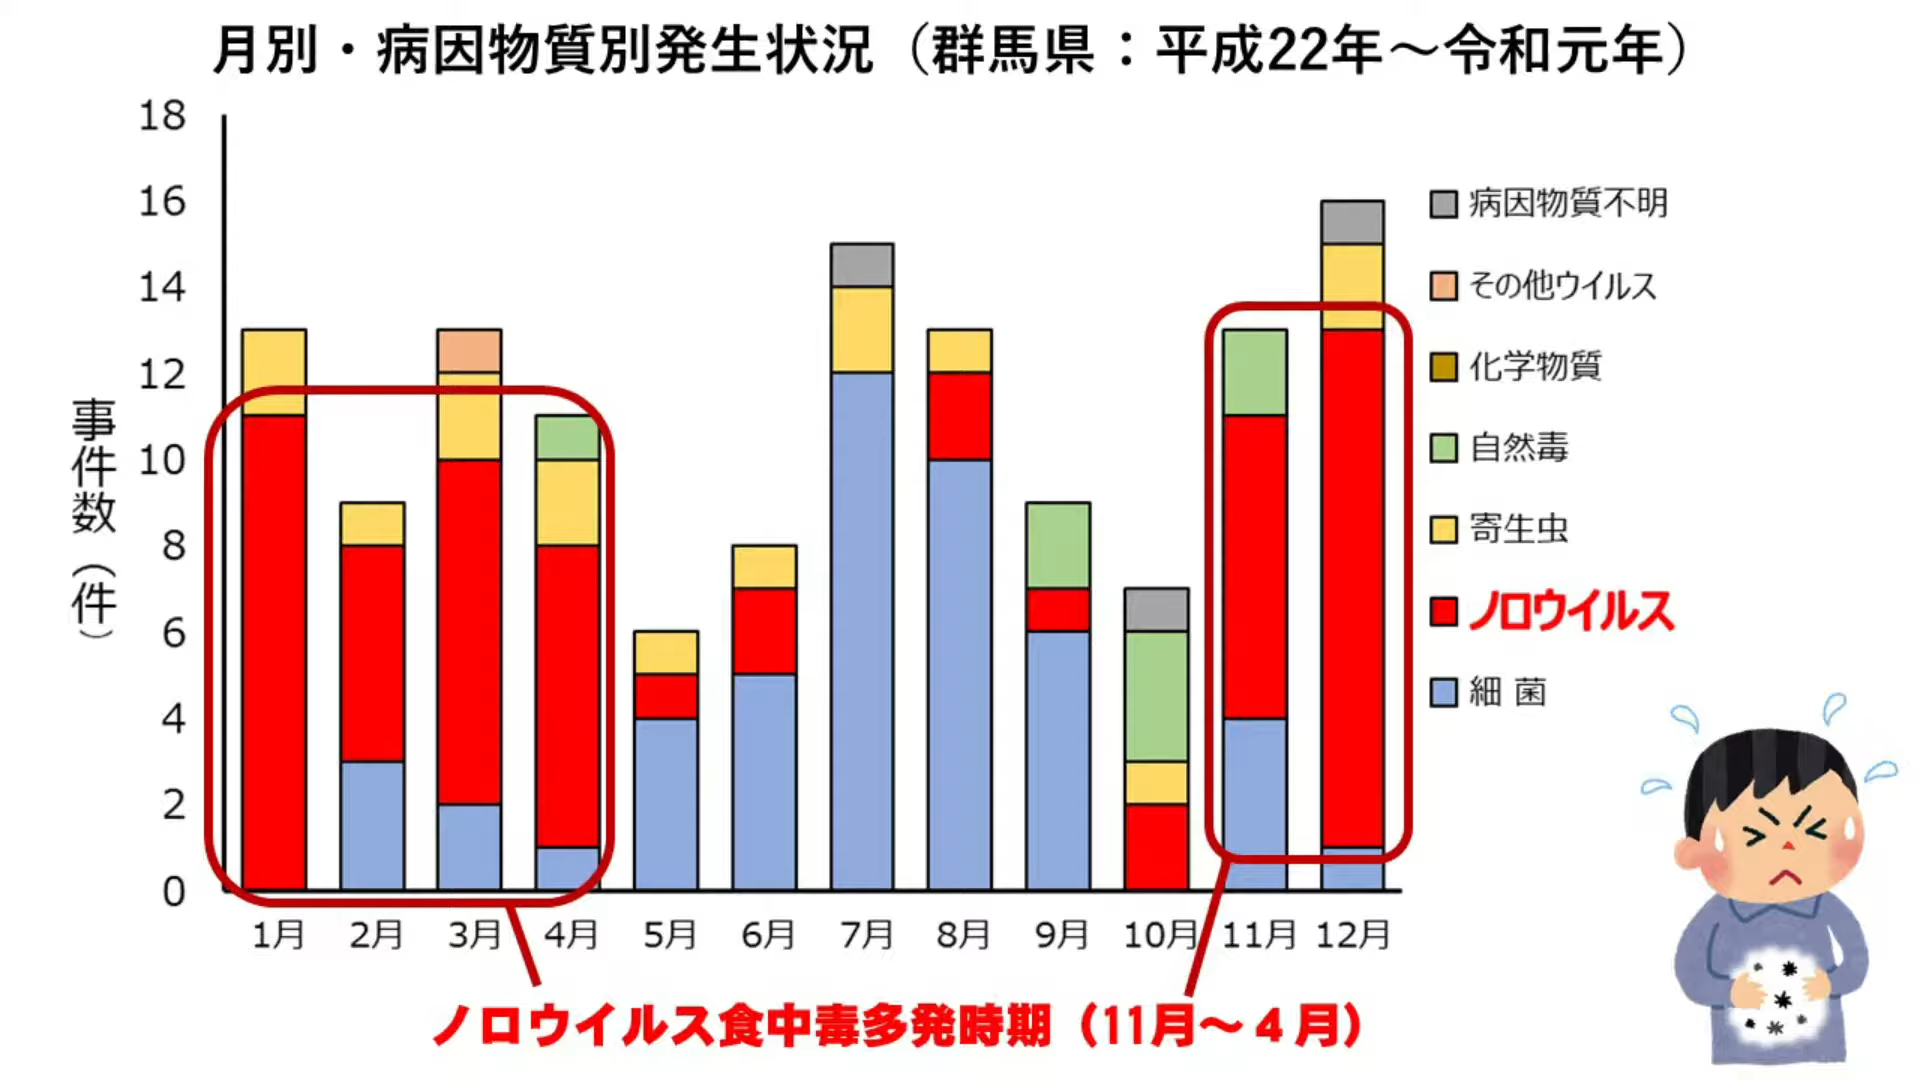 月別・病因物質別発生状況（群馬県：平成22年～令和元年）
18
16
14
12
10
8
6
4
2
0
事件数（件）
1月 2月 3月 4月 5月 6月 7月 8月 9月 10月 11月 12月
病因物質不明
その他ウイルス
化学物質
自然毒
寄生虫
ノロウイルス
細 菌
ノロウイルス食中毒多発時期（11月～４月）